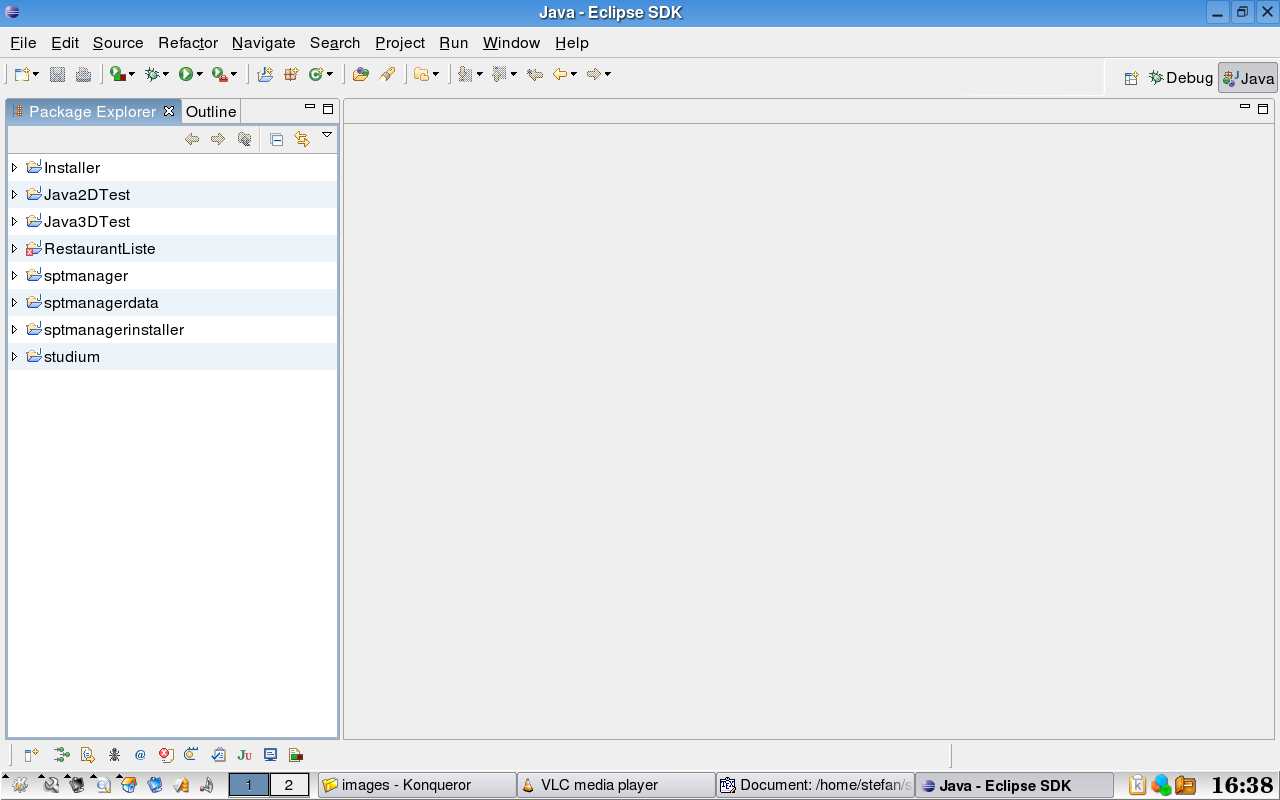 Java - Eclipse SDK
File Edit Source Refactor Navigate Search Project Run Window Help
Debug Java
Package Explorer Outline
Installer
Java2DTest
Java3DTest
RestaurantListe
sptmanager
sptmanagerdata
sptmanagerinstaller
studium
@ Ju
1 2 images - Konqueror VLC media player Document: /home/stefan/s Java - Eclipse SDK 16:38